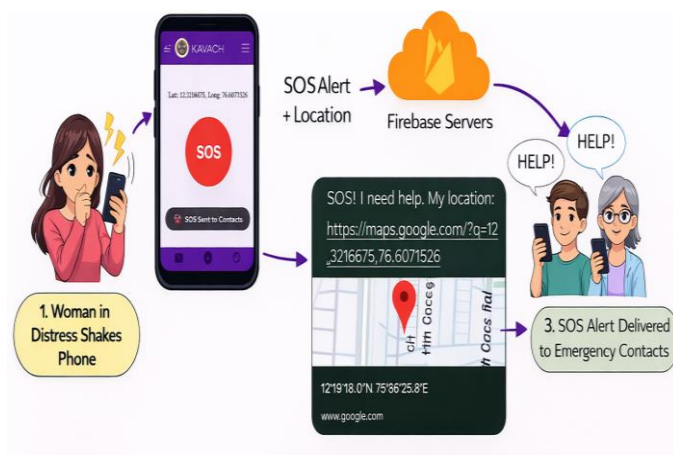 KAVACH
Lat: 12.3216675, Long: 76.6071526
SOS
SOS Sent to Contacts
1. Woman in
Distress Shakes
Phone
SOS Alert
+ Location
Firebase Servers
HELP!
HELP!
SOS! I need help. My location:
https://maps.google.com/?q=12
,3216675,76.6071526
12°19'18.0"N 75°86'25.8"E
www.google.com
3. SOS Alert Delivered
to Emergency Contacts